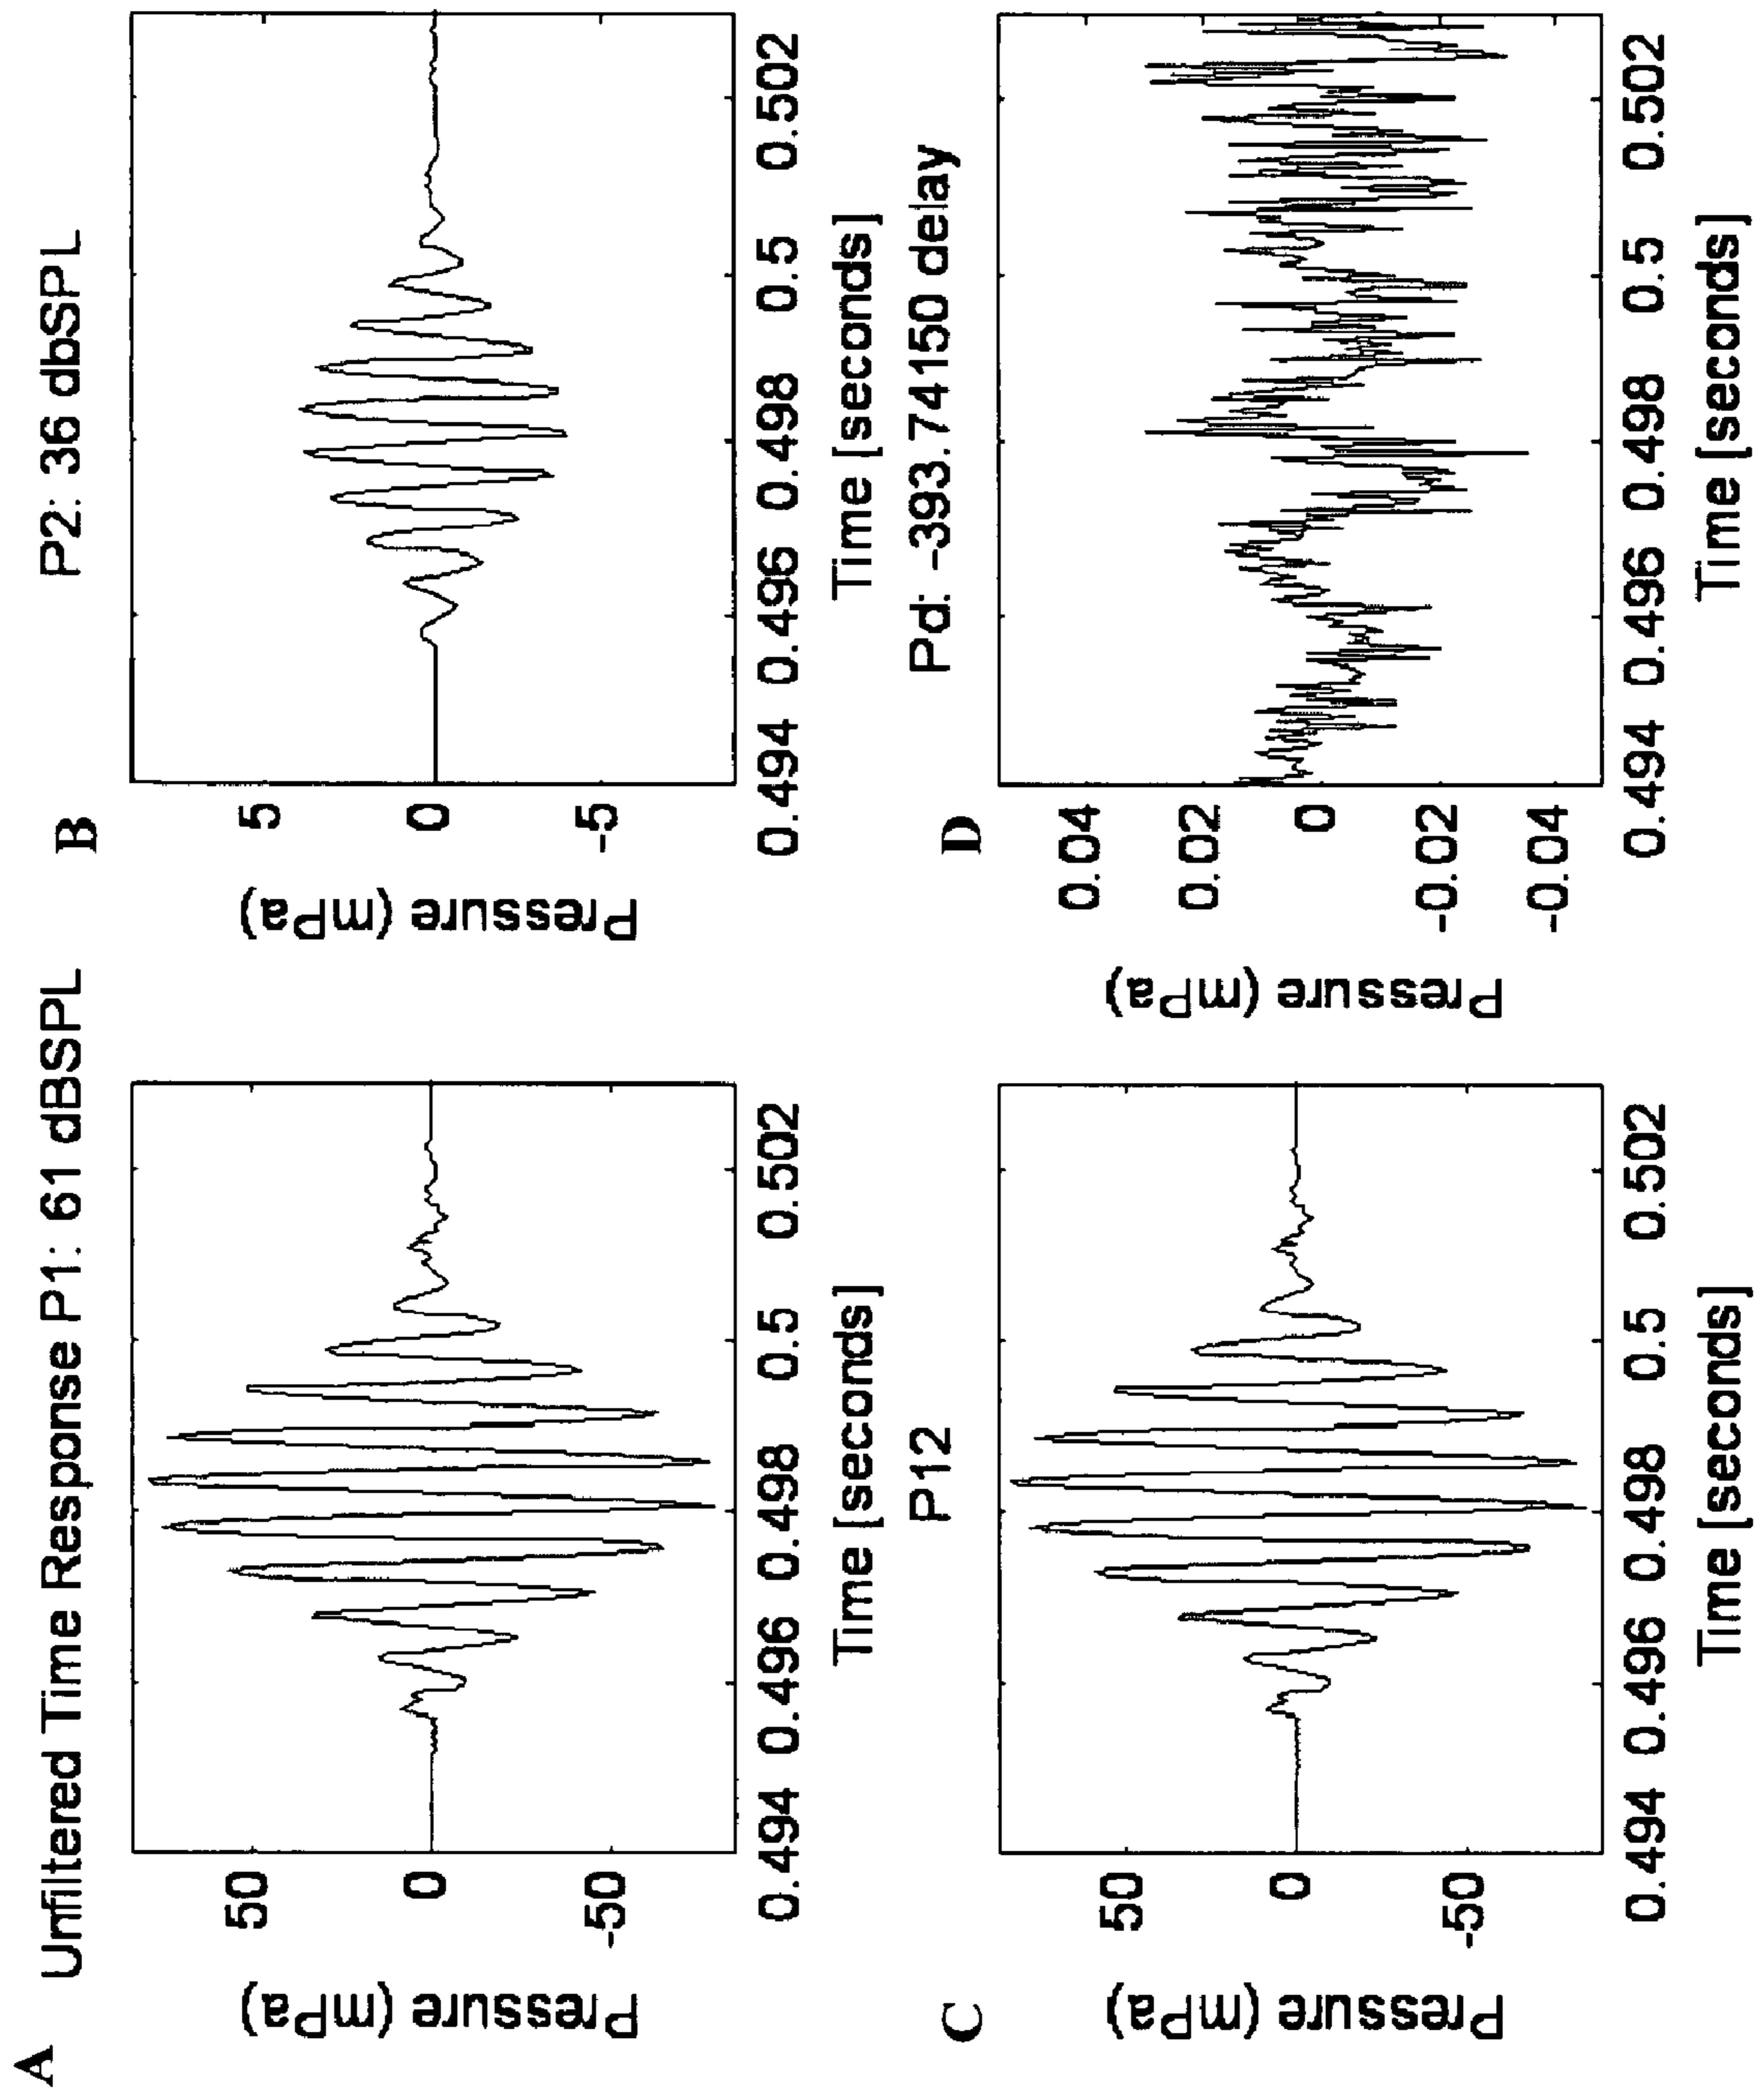 A
Unfiltered Time Response P1: 61 dBSPL
Pressure (mPa)
50
0
-50
0.494 0.496 0.498 0.5 0.502
Time [seconds]
B
P2: 36 dbSPL
Pressure (mPa)
5
0
-5
0.494 0.496 0.498 0.5 0.502
Time [seconds]
C
P12
Pressure (mPa)
50
0
-50
0.494 0.496 0.498 0.5 0.502
Time [seconds]
D
Pd: -393.74150 delay
Pressure (mPa)
0.04
0.02
0
-0.02
-0.04
0.494 0.496 0.498 0.5 0.502
Time [seconds]